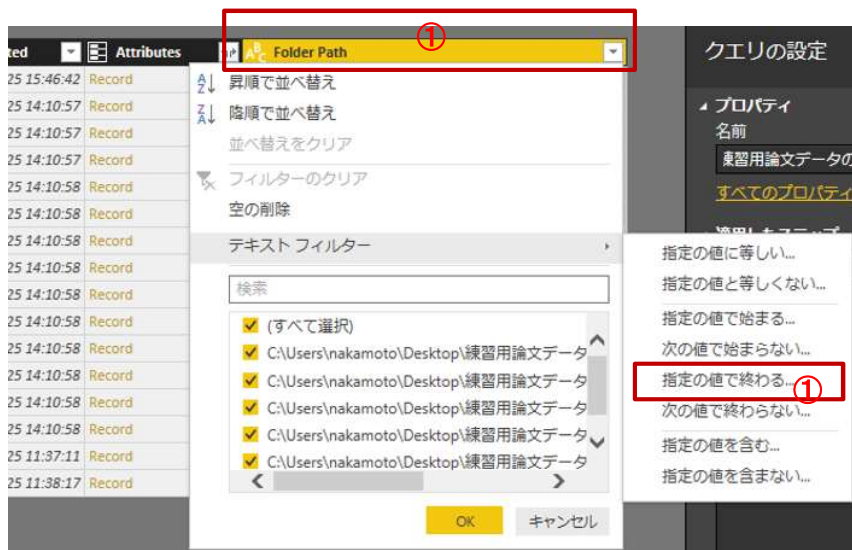 ①
ted Attributes Folder Path
25 15:46:42 Record
25 14:10:57 Record
25 14:10:57 Record
25 14:10:57 Record
25 14:10:58 Record
25 14:10:58 Record
25 14:10:58 Record
25 14:10:58 Record
25 14:10:58 Record
25 14:10:58 Record
25 14:10:58 Record
25 14:10:58 Record
25 14:10:58 Record
25 14:10:58 Record
25 11:37:11 Record
25 11:38:17 Record
昇順で並べ替え
降順で並べ替え
並べ替えをクリア
フィルターのクリア
空の削除
テキスト フィルター
検索
(すべて選択)
C:\Users\nakamoto\Desktop\練習用論文データ
C:\Users\nakamoto\Desktop\練習用論文データ
C:\Users\nakamoto\Desktop\練習用論文データ
C:\Users\nakamoto\Desktop\練習用論文データ
C:\Users\nakamoto\Desktop\練習用論文データ
OK キャンセル
指定の値に等しい...
指定の値と等しくない...
指定の値で始まる...
次の値で始まらない...
指定の値で終わる... ①
次の値で終わらない...
指定の値を含む...
指定の値を含まない...
クエリの設定
プロパティ
名前
習用論文データの
すべてのプロパティ
適用したステップ